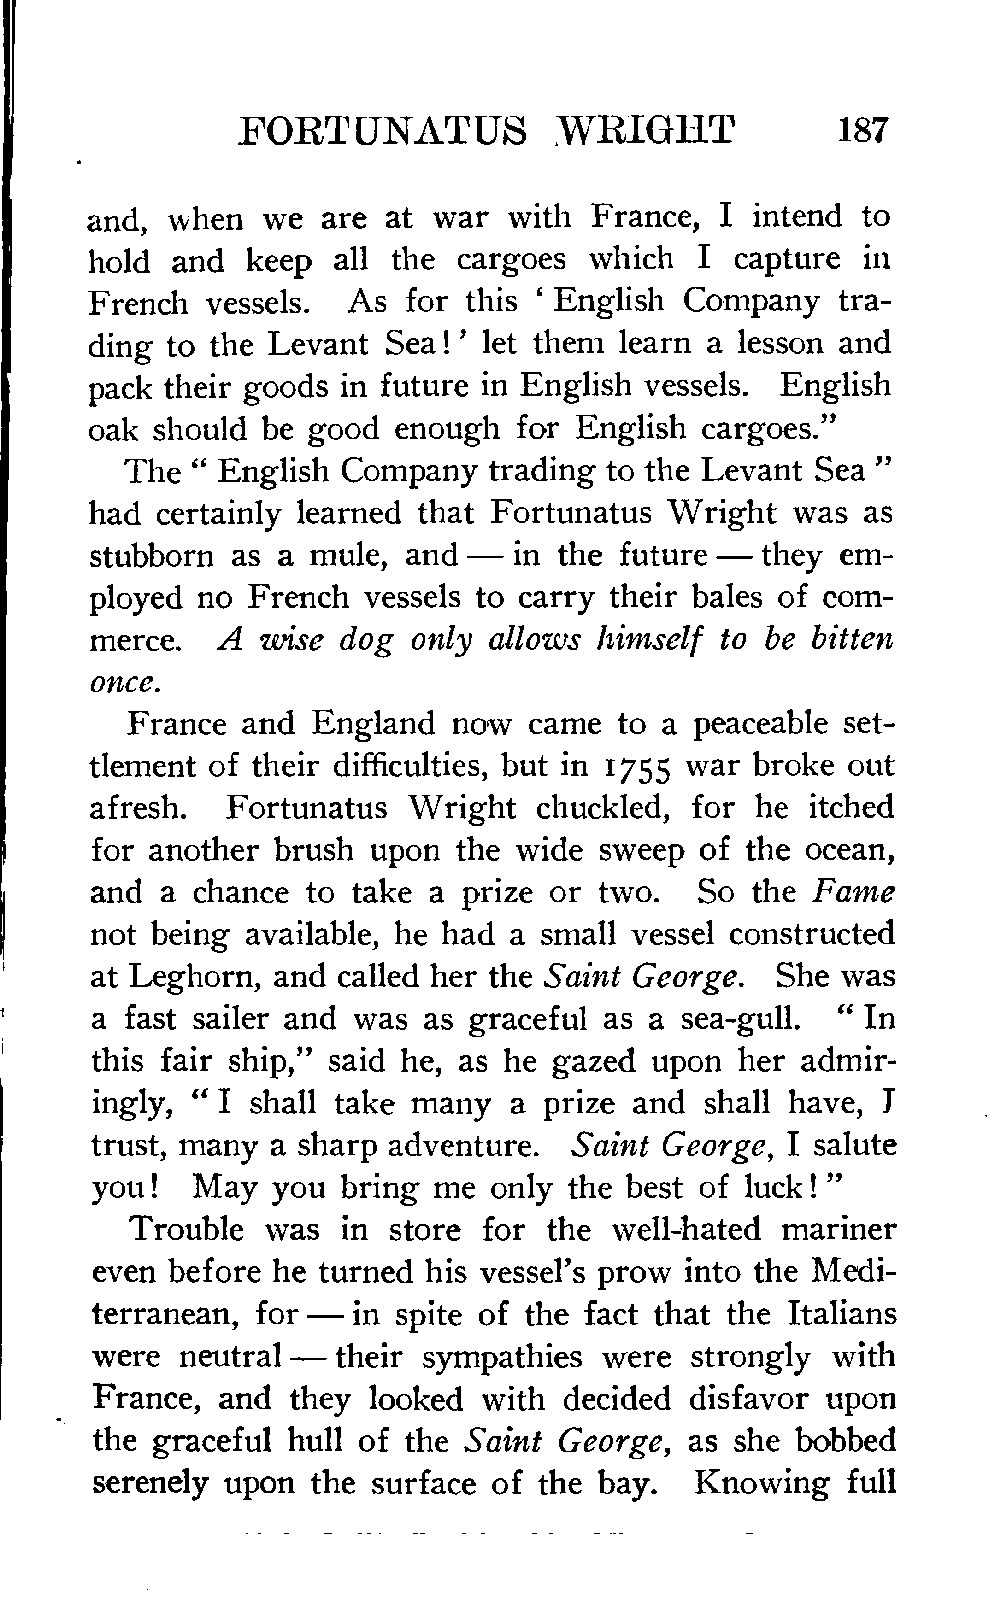 FORTUNATUS WRIGHT 187
and, when we are at war with France, I intend to
hold and keep all the cargoes which I capture in
French vessels. As for this ‘ English Company tra-
ding to the Levant Sea! ’ let them learn a lesson and
pack their goods in future in English vessels. English
oak should be good enough for English cargoes.”
The “ English Company trading to the Levant Sea ”
had certainly learned that Fortunatus Wright was as
stubborn as a mule, and — in the future — they em-
ployed no French vessels to carry their bales of com-
merce. A wise dog only allows himself to be bitten
once.
France and England now came to a peaceable set-
tlement of their difficulties, but in 1755 war broke out
afresh. Fortunatus Wright chuckled, for he itched
for another brush upon the wide sweep of the ocean,
and a chance to take a prize or two. So the Fame
not being available, he had a small vessel constructed
at Leghorn, and called her the Saint George. She was
a fast sailer and was as graceful as a sea-gull. “ In
this fair ship,” said he, as he gazed upon her admir-
ingly, “ I shall take many a prize and shall have, I
trust, many a sharp adventure. Saint George, I salute
you! May you bring me only the best of luck! ”
Trouble was in store for the well-hated mariner
even before he turned his vessel’s prow into the Medi-
terranean, for — in spite of the fact that the Italians
were neutral — their sympathies were strongly with
France, and they looked with decided disfavor upon
the graceful hull of the Saint George, as she bobbed
serenely upon the surface of the bay. Knowing full